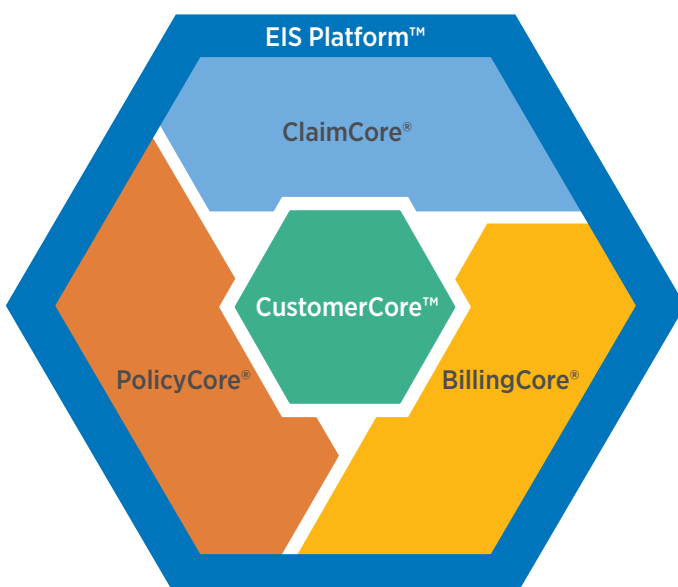 EIS Platform™
ClaimCore®
CustomerCore™
PolicyCore®
BillingCore®